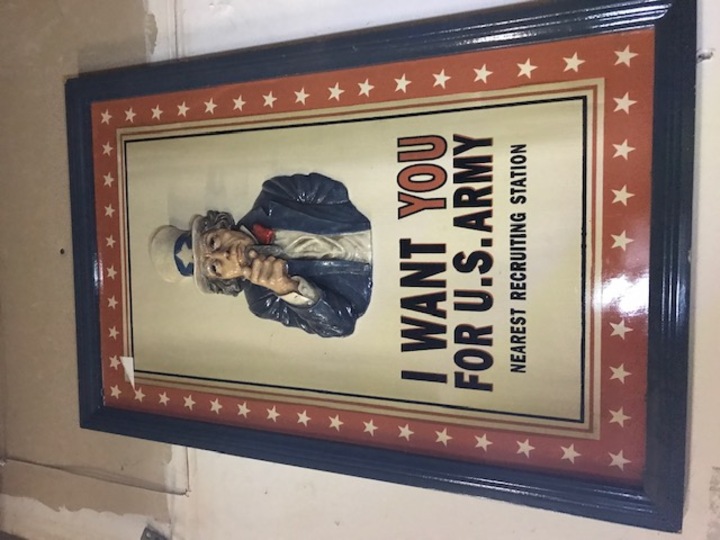 I WANT YOU
FOR U.S. ARMY
NEAREST RECRUITING STATION